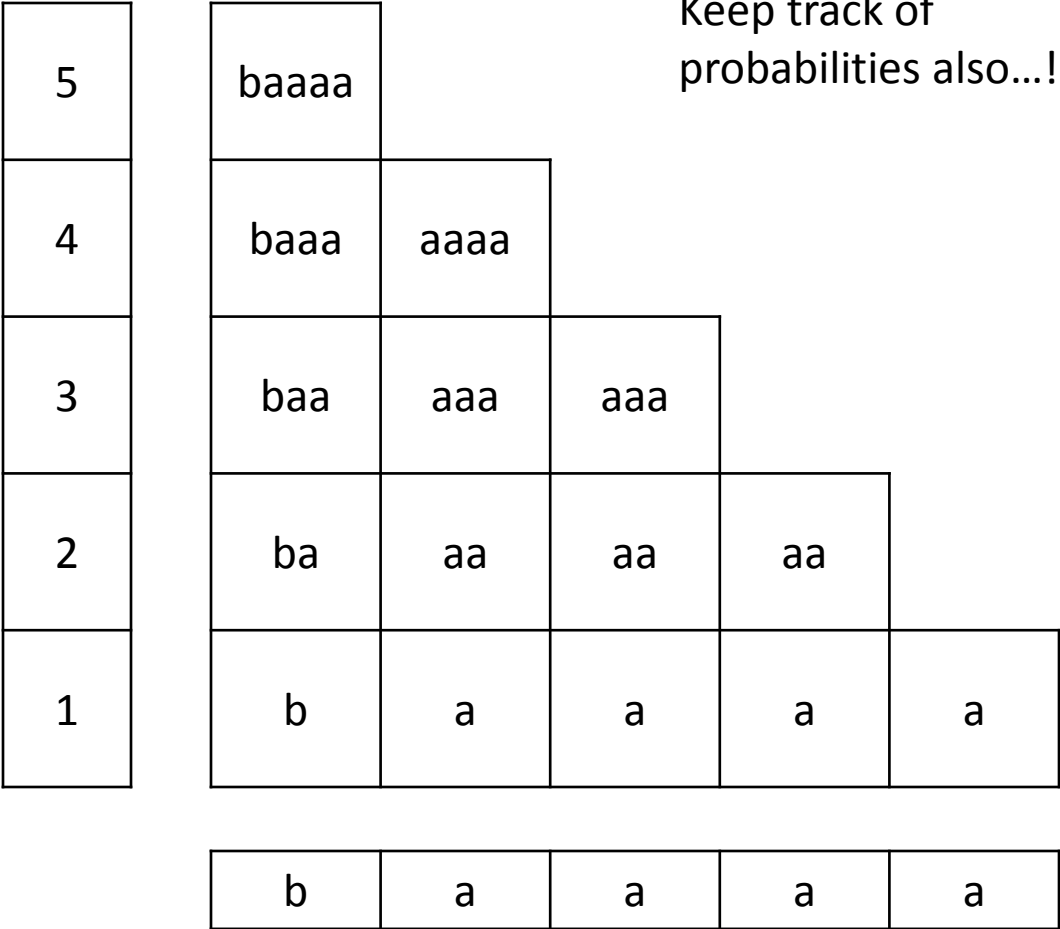 Keep track of
probabilities also...!
5 baaaa
4 baaa aaaa
3 baa aaa aaa
2 ba aa aa aa
1 b a a a a
b a a a a